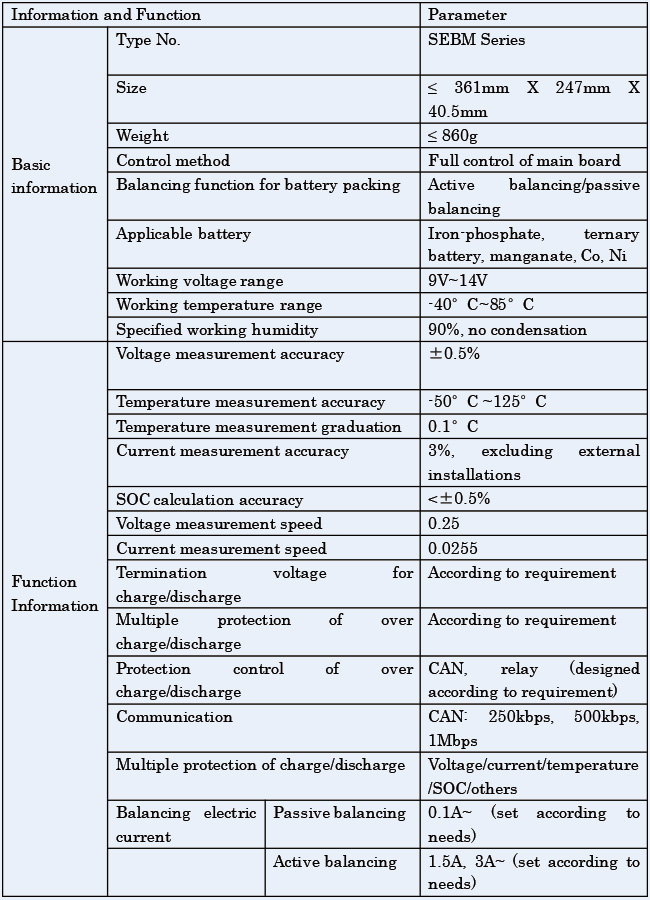 Information and Function Parameter
Basic
information
Type No. SEBM Series
Size ≤ 361mm X 247mm X
40.5mm
Weight ≤ 860g
Control method Full control of main board
Balancing function for battery packing Active balancing/passive
balancing
Applicable battery Iron-phosphate, ternary
battery, manganate, Co, Ni
Working voltage range 9V~14V
Working temperature range -40° C~85° C
Specified working humidity 90%, no condensation
Function
Information
Voltage measurement accuracy ±0.5%
Temperature measurement accuracy -50° C ~125° C
Temperature measurement graduation 0.1° C
Current measurement accuracy 3%, excluding external
installations
SOC calculation accuracy <±0.5%
Voltage measurement speed 0.25
Current measurement speed 0.0255
Termination voltage for According to requirement
charge/discharge
Multiple protection of over According to requirement
charge/discharge
Protection control of over CAN, relay (designed
charge/discharge according to requirement)
Communication CAN: 250kbps, 500kbps,
1Mbps
Multiple protection of charge/discharge Voltage/current/temperature
/SOC/others
Balancing electric Passive balancing 0.1A~ (set according to
current needs)
Active balancing 1.5A, 3A~ (set according to
needs)